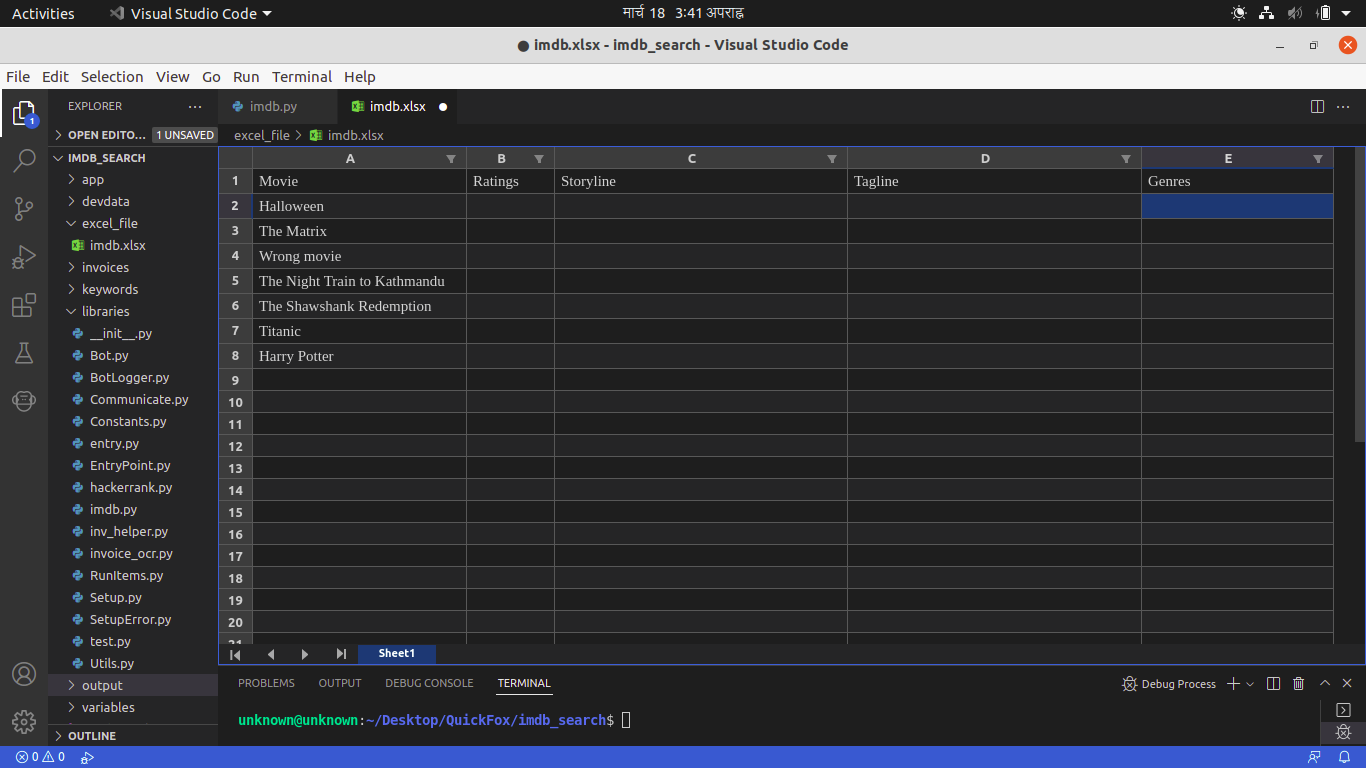 Activities Visual Studio Code मार्च 18 3:41 अपराह्न
● imdb.xlsx - imdb_search - Visual Studio Code
File Edit Selection View Go Run Terminal Help
EXPLORER ... imdb.py imdb.xlsx ●
1
OPEN EDITO... 1 UNSAVED excel_file > imdb.xlsx
IMDB_SEARCH
app
devdata
excel_file
imdb.xlsx
invoices
keywords
libraries
__init__.py
Bot.py
BotLogger.py
Communicate.py
Constants.py
entry.py
EntryPoint.py
hackerrank.py
imdb.py
inv_helper.py
invoice_ocr.py
RunItems.py
Setup.py
SetupError.py
test.py
Utils.py
output
variables
OUTLINE
A B C D E
1 Movie Ratings Storyline Tagline Genres
2 Halloween
3 The Matrix
4 Wrong movie
5 The Night Train to Kathmandu
6 The Shawshank Redemption
7 Titanic
8 Harry Potter
9
10
11
12
13
14
15
16
17
18
19
20
21
Sheet1
PROBLEMS OUTPUT DEBUG CONSOLE TERMINAL Debug Process
unknown@unknown:~/Desktop/QuickFox/imdb_search$
0 0